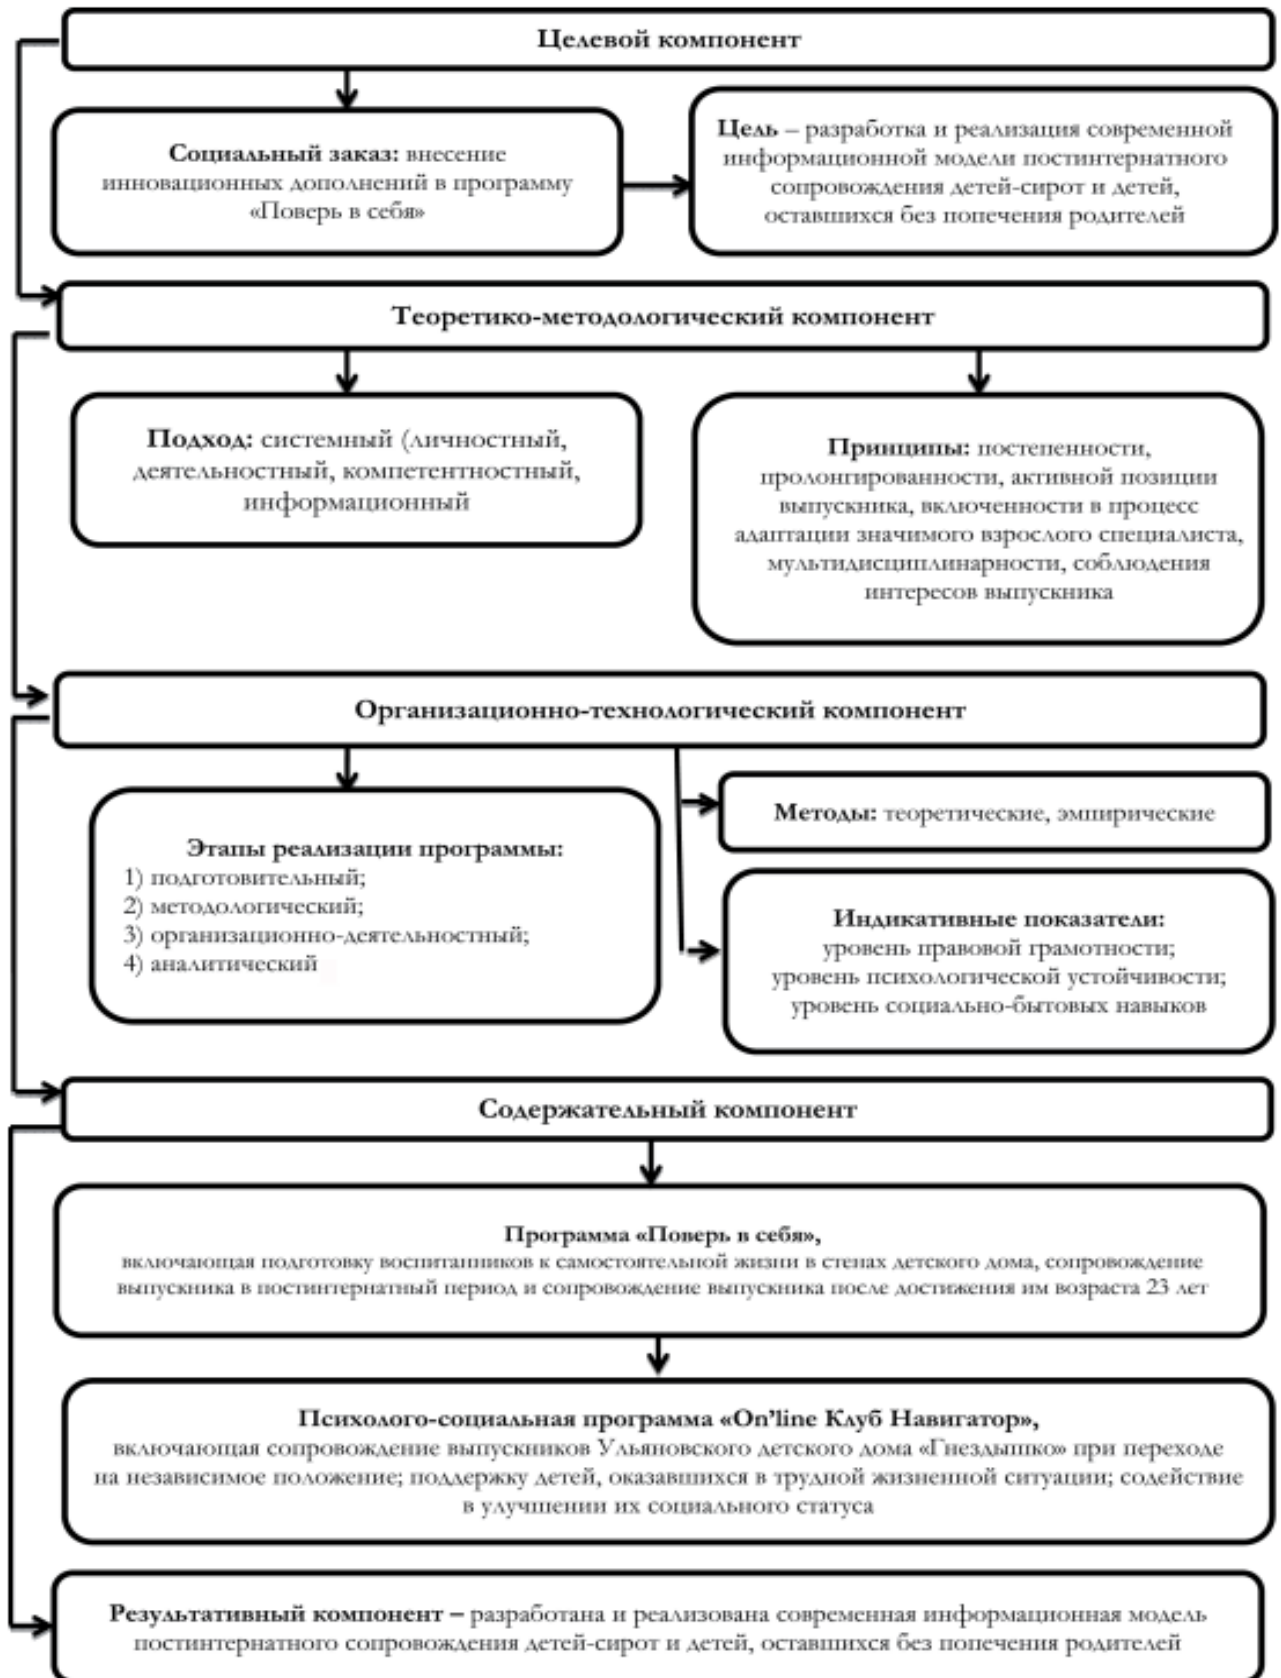 Целевой компонент
Социальный заказ: внесение
инновационных дополнений в программу
«Поверь в себя»
Цель – разработка и реализация современной
информационной модели постинтернатного
сопровождения детей-сирот и детей,
оставшихся без попечения родителей
Теоретико-методологический компонент
Подход: системный (личностный,
деятельностный, компетентностный,
информационный
Принципы: постепенности,
пролонгированности, активной позиции
выпускника, включенности в процесс
адаптации значимого взрослого специалиста,
мультидисциплинарности, соблюдения
интересов выпускника
Организационно-технологический компонент
Этапы реализации программы:
1) подготовительный;
2) методологический;
3) организационно-деятельностный;
4) аналитический
Методы: теоретические, эмпирические
Индикативные показатели:
уровень правовой грамотности;
уровень психологической устойчивости;
уровень социально-бытовых навыков
Содержательный компонент
Программа «Поверь в себя»,
включающая подготовку воспитанников к самостоятельной жизни в стенах детского дома, сопровождение
выпускника в постинтернатный период и сопровождение выпускника после достижения им возраста 23 лет
Психолого-социальная программа «On'line Клуб Навигатор»,
включающая сопровождение выпускников Ульяновского детского дома «Гнездышко» при переходе
на независимое положение; поддержку детей, оказавшихся в трудной жизненной ситуации; содействие
в улучшении их социального статуса
Результативный компонент – разработана и реализована современная информационная модель
постинтернатного сопровождения детей-сирот и детей, оставшихся без попечения родителей